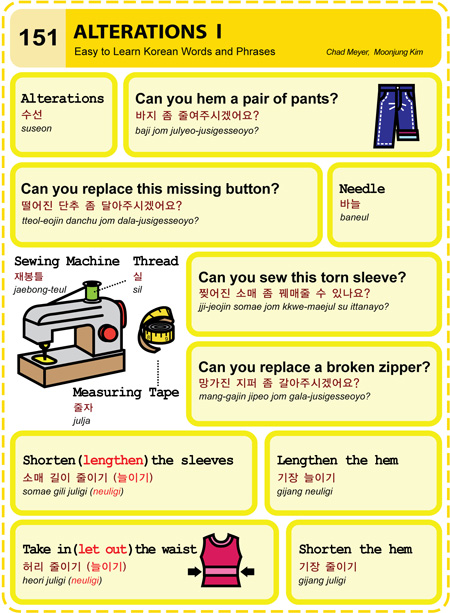 151
ALTERATIONS I
Easy to Learn Korean Words and Phrases
Chad Meyer, Moonjung Kim
Alterations
수선
suseon
Can you hem a pair of pants?
바지 좀 줄여주시겠어요?
baji jom julyeo-jusigesseoyo?
Can you replace this missing button?
떨어진 단추 좀 달아주시겠어요?
tteol-eojin danchu jom dala-jusigesseoyo?
Needle
바늘
baneul
Sewing Machine
재봉틀
jaebong-teul
Thread
실
sil
Measuring Tape
줄자
julja
Can you sew this torn sleeve?
찢어진 소매 좀 꿰매줄 수 있나요?
jji-jeojin somae jom kkwe-maejul su ittanayo?
Can you replace a broken zipper?
망가진 지퍼 좀 갈아주시겠어요?
mang-gajin jipeo jom gala-jusigesseoyo?
Shorten(lengthen)the sleeves
소매 길이 줄이기 (늘이기)
somae gili juligi (neuligi)
Lengthen the hem
기장 늘이기
gijang neuligi
Take in(let out)the waist
허리 줄이기 (늘이기)
heori juligi (neuligi)
Shorten the hem
기장 줄이기
gijang juligi